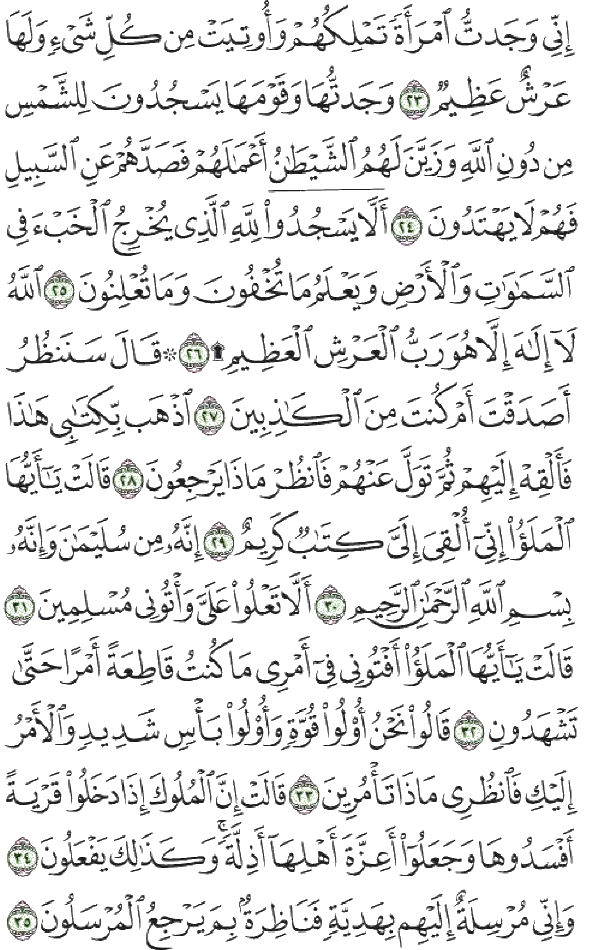 إِنِّي وَجَدتُّ ٱمْرَأَةً تَمْلِكُهُمْ وَأُوتِيَتْ مِن كُلِّ شَيْءٍ وَلَهَا
عَرْشٌ عَظِيمٌ ۝٢٣ وَجَدتُّهَا وَقَوْمَهَا يَسْجُدُونَ لِلشَّمْسِ
مِن دُونِ ٱللَّهِ وَزَيَّنَ لَهُمُ ٱلشَّيْطَٰنُ أَعْمَٰلَهُمْ فَصَدَّهُمْ عَنِ ٱلسَّبِيلِ
فَهُمْ لَا يَهْتَدُونَ ۝٢٤ أَلَّا يَسْجُدُوا۟ لِلَّهِ ٱلَّذِي يُخْرِجُ ٱلْخَبْءَ فِي
ٱلسَّمَٰوَٰتِ وَٱلْأَرْضِ وَيَعْلَمُ مَا تُخْفُونَ وَمَا تُعْلِنُونَ ۝٢٥ ٱللَّهُ
لَآ إِلَٰهَ إِلَّا هُوَ رَبُّ ٱلْعَرْشِ ٱلْعَظِيمِ ۩ ۝٢٦ ۞ قَالَ سَنَنظُرُ
أَصَدَقْتَ أَمْ كُنتَ مِنَ ٱلْكَٰذِبِينَ ۝٢٧ ٱذْهَب بِّكِتَٰبِي هَٰذَا
فَأَلْقِهْ إِلَيْهِمْ ثُمَّ تَوَلَّ عَنْهُمْ فَٱنظُرْ مَاذَا يَرْجِعُونَ ۝٢٨ قَالَتْ يَٰٓأَيُّهَا
ٱلْمَلَؤُا۟ إِنِّيٓ أُلْقِيَ إِلَيَّ كِتَٰبٌ كَرِيمٌ ۝٢٩ إِنَّهُۥ مِن سُلَيْمَٰنَ وَإِنَّهُۥ
بِسْمِ ٱللَّهِ ٱلرَّحْمَٰنِ ٱلرَّحِيمِ ۝٣٠ أَلَّا تَعْلُوا۟ عَلَيَّ وَأْتُونِي مُسْلِمِينَ ۝٣١
قَالَتْ يَٰٓأَيُّهَا ٱلْمَلَؤُا۟ أَفْتُونِي فِيٓ أَمْرِي مَا كُنتُ قَاطِعَةً أَمْرًا حَتَّىٰ
تَشْهَدُونِ ۝٣٢ قَالُوا۟ نَحْنُ أُو۟لُوا۟ قُوَّةٍ وَأُو۟لُوا۟ بَأْسٍ شَدِيدٍ وَٱلْأَمْرُ
إِلَيْكِ فَٱنظُرِي مَاذَا تَأْمُرِينَ ۝٣٣ قَالَتْ إِنَّ ٱلْمُلُوكَ إِذَا دَخَلُوا۟ قَرْيَةً
أَفْسَدُوهَا وَجَعَلُوٓا۟ أَعِزَّةَ أَهْلِهَآ أَذِلَّةً ۖ وَكَذَٰلِكَ يَفْعَلُونَ ۝٣٤
وَإِنِّي مُرْسِلَةٌ إِلَيْهِم بِهَدِيَّةٍ فَنَاظِرَةٌۢ بِمَ يَرْجِعُ ٱلْمُرْسَلُونَ ۝٣٥